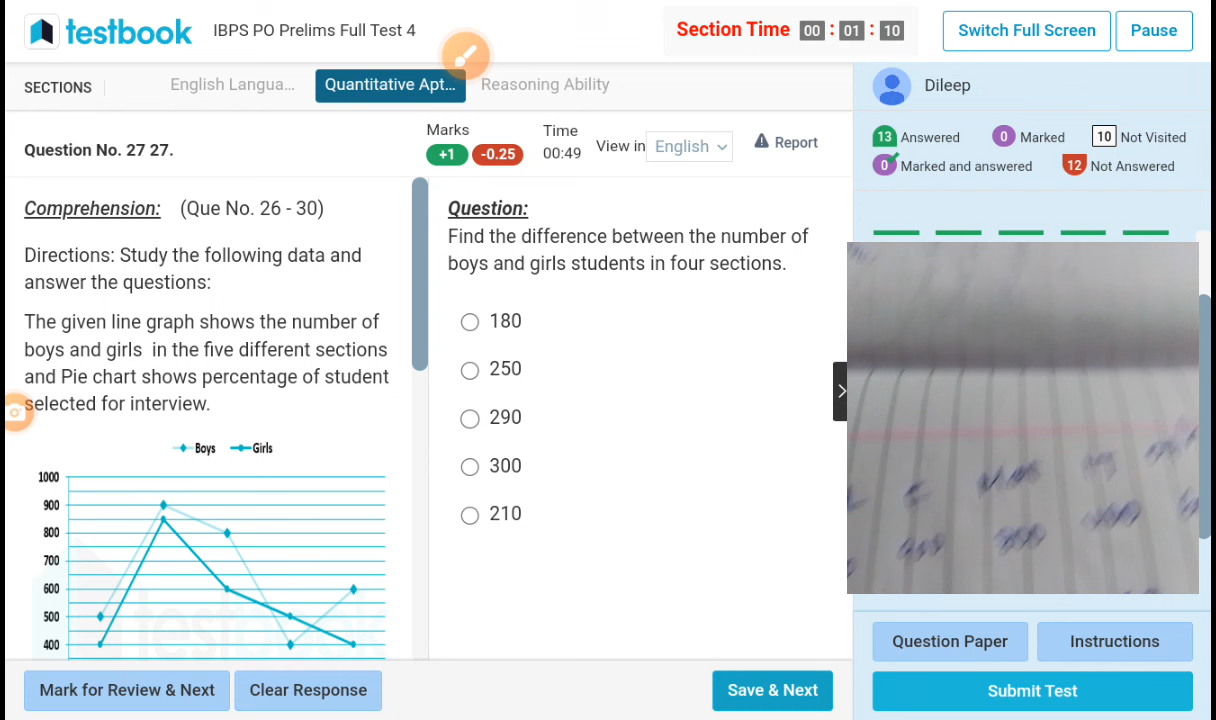 testbook
IBPS PO Prelims Full Test 4
Section Time 00 : 01 : 10
Switch Full Screen
Pause
SECTIONS
English Langua...
Quantitative Apt...
Reasoning Ability
Dileep
Question No. 27 27.
Marks
+1 -0.25
Time
00:49
View in English
Report
13 Answered
0 Marked
10 Not Visited
0 Marked and answered
12 Not Answered
Comprehension: (Que No. 26 - 30)
Directions: Study the following data and
answer the questions:
The given line graph shows the number of
boys and girls in the five different sections
and Pie chart shows percentage of student
selected for interview.
Boys Girls
1000
900
800
700
600
500
400
testbook
Question:
Find the difference between the number of
boys and girls students in four sections.
180
250
290
300
210
Mark for Review & Next
Clear Response
Save & Next
Question Paper
Instructions
Submit Test